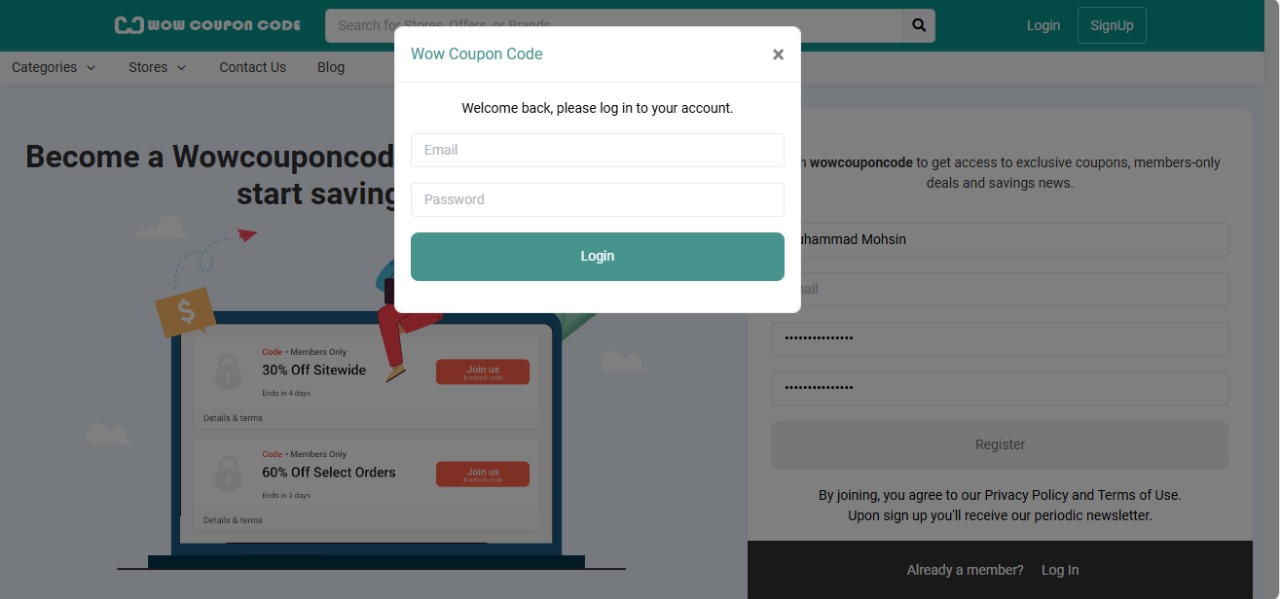 WOW COUPON CODE
Search for Stores, Offers, or Brands
Login
SignUp
Categories
Stores
Contact Us
Blog
Wow Coupon Code
×
Welcome back, please log in to your account.
Email
Password
Login
Become a Wowcouponcod
start saving
wowcouponcode to get access to exclusive coupons, members-only
deals and savings news.
uhammad Mohsin
ail
•••••••••••••••
•••••••••••••••
Register
By joining, you agree to our Privacy Policy and Terms of Use.
Upon sign up you'll receive our periodic newsletter.
Already a member? Log In
$
Code • Members Only
30% Off Sitewide
Ends in 4 days
Join us
& unlock code
Details & terms
Code • Members Only
60% Off Select Orders
Ends in 2 days
Join us
& unlock code
Details & terms